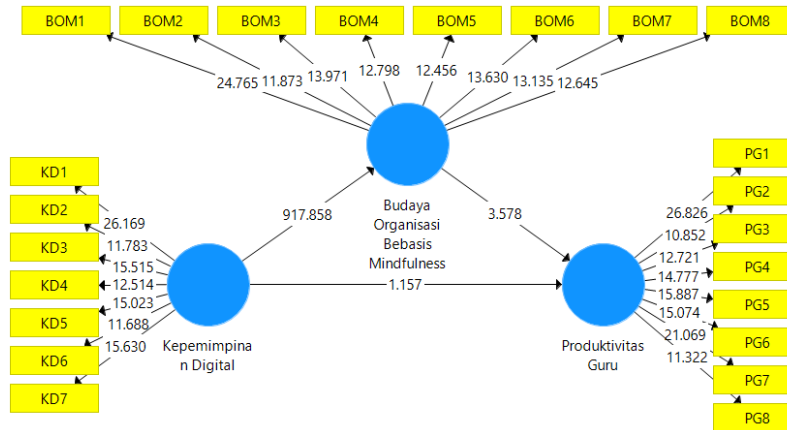 BOM1 BOM2 BOM3 BOM4 BOM5 BOM6 BOM7 BOM8
24.765 11.873 13.971 12.798 12.456 13.630 13.135 12.645
KD1
KD2
KD3
KD4
KD5
KD6
KD7
26.169
11.783
15.515
12.514
15.023
11.688
15.630
Kepemimpina
n Digital
917.858
Budaya
Organisasi
Bebasis
Mindfulness
3.578
1.157
Produktivitas
Guru
26.826
10.852
12.721
14.777
15.887
15.074
21.069
11.322
PG1
PG2
PG3
PG4
PG5
PG6
PG7
PG8